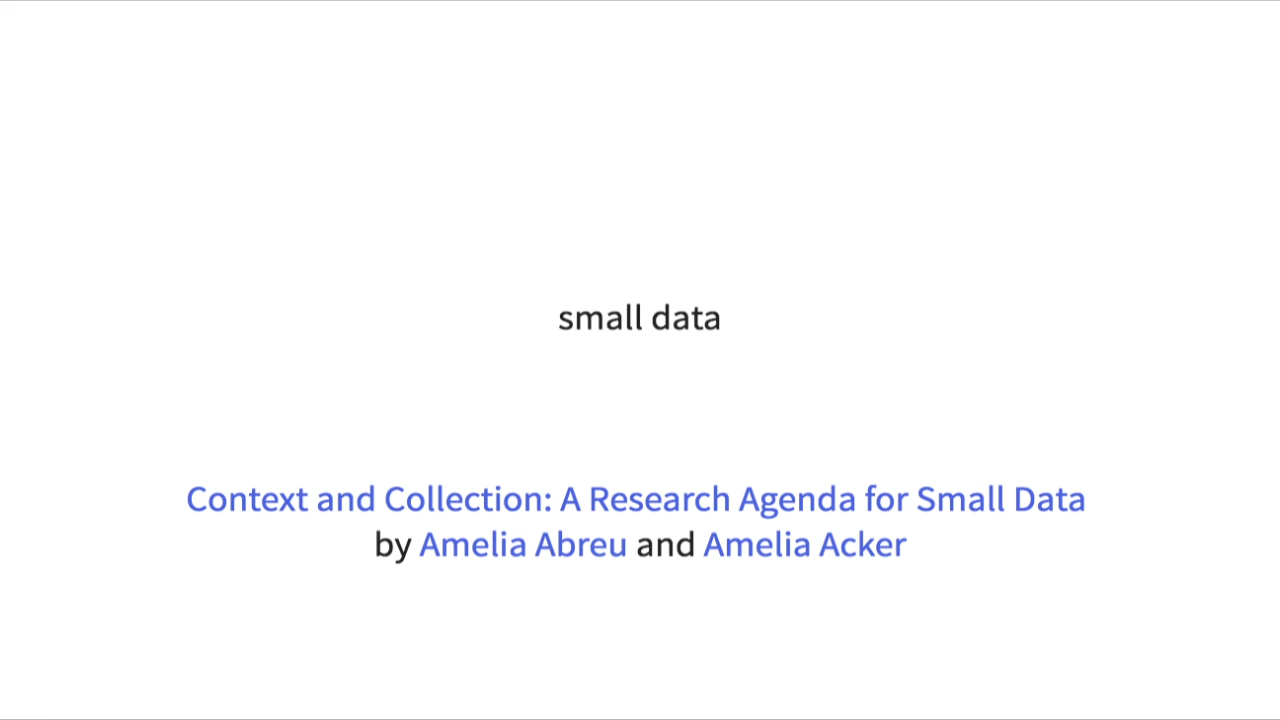 small data
Context and Collection: A Research Agenda for Small Data
by Amelia Abreu and Amelia Acker